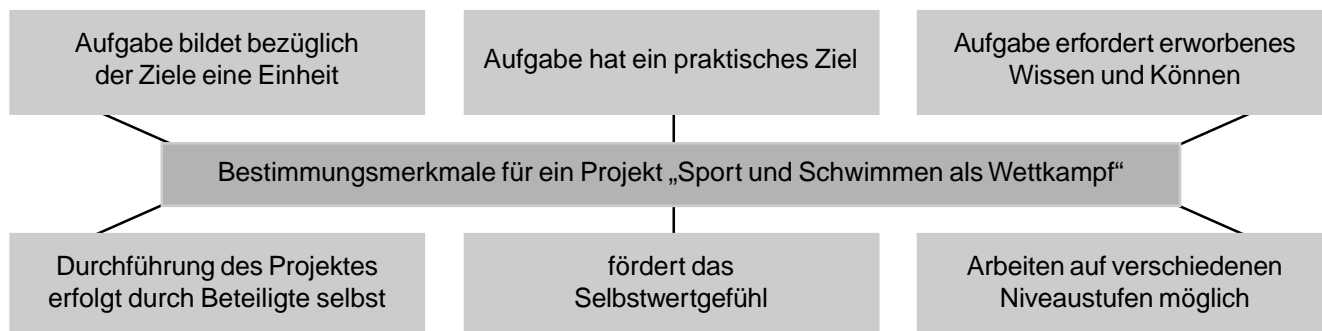 Aufgabe bildet bezüglich
der Ziele eine Einheit
Aufgabe hat ein praktisches Ziel
Aufgabe erfordert erworbenes
Wissen und Können
Bestimmungsmerkmale für ein Projekt „Sport und Schwimmen als Wettkampf“
Durchführung des Projektes
erfolgt durch Beteiligte selbst
fördert das
Selbstwertgefühl
Arbeiten auf verschiedenen
Niveaustufen möglich